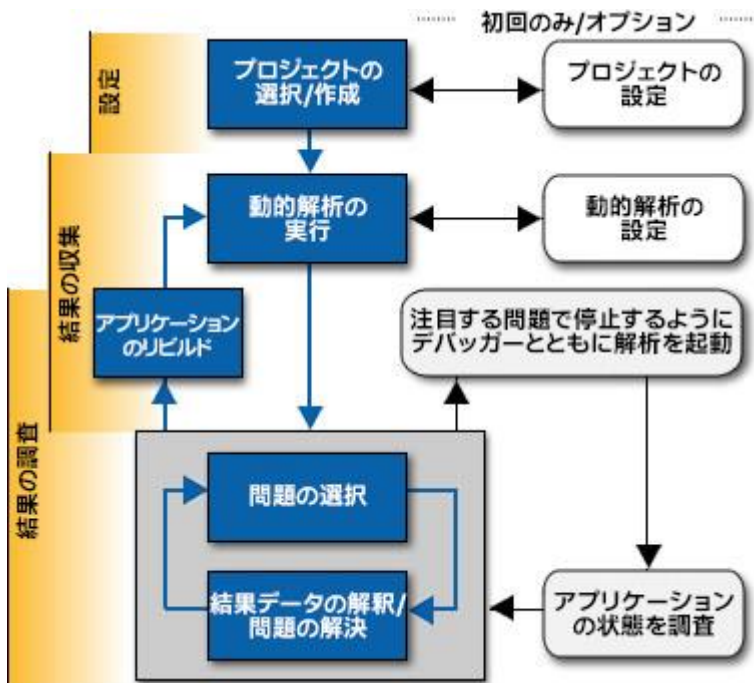 初回のみ/オプション
設定
プロジェクトの
選択/作成
プロジェクトの
設定
結果の収集
動的解析の
実行
動的解析の
設定
結果の調査
アプリケーション
のリビルド
注目する問題で停止するように
デバッガーとともに解析を起動
問題の選択
結果データの解釈/
問題の解決
アプリケーション
の状態を調査